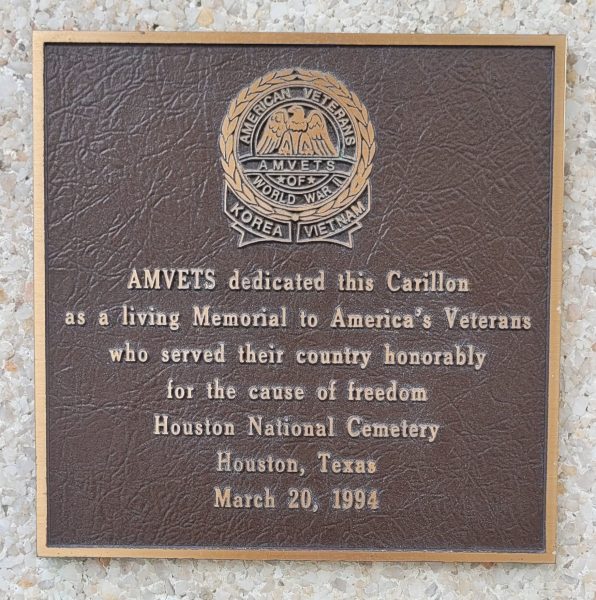 AMERICAN VETERANS
AMVETS
★OF★
WORLD WAR II
KOREA VIETNAM
AMVETS dedicated this Carillon
as a living Memorial to America's Veterans
who served their country honorably
for the cause of freedom
Houston National Cemetery
Houston, Texas
March 20, 1994